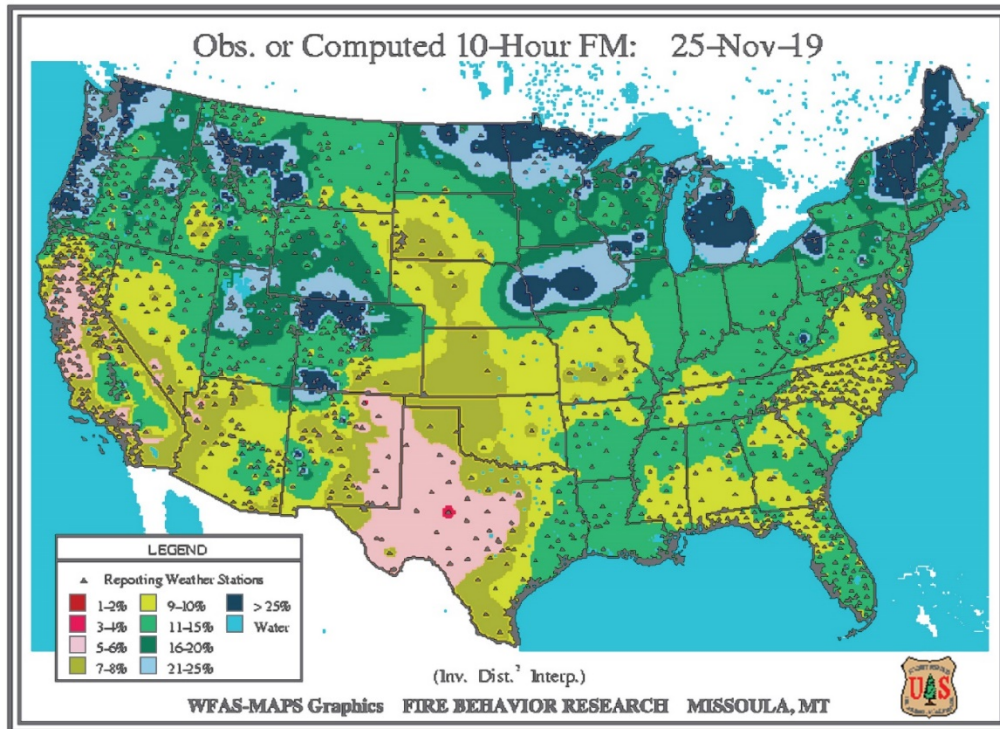 Obs. or Computed 10-Hour FM: 25-Nov-19
LEGEND
Reporting Weather Stations
1-2%
3-4%
5-6%
7-8%
9-10%
11-15%
16-20%
21-25%
> 25%
Water
(Inv. Dist.² Interp.)
WFAS-MAPS Graphics FIRE BEHAVIOR RESEARCH MISSOULA, MT
U S